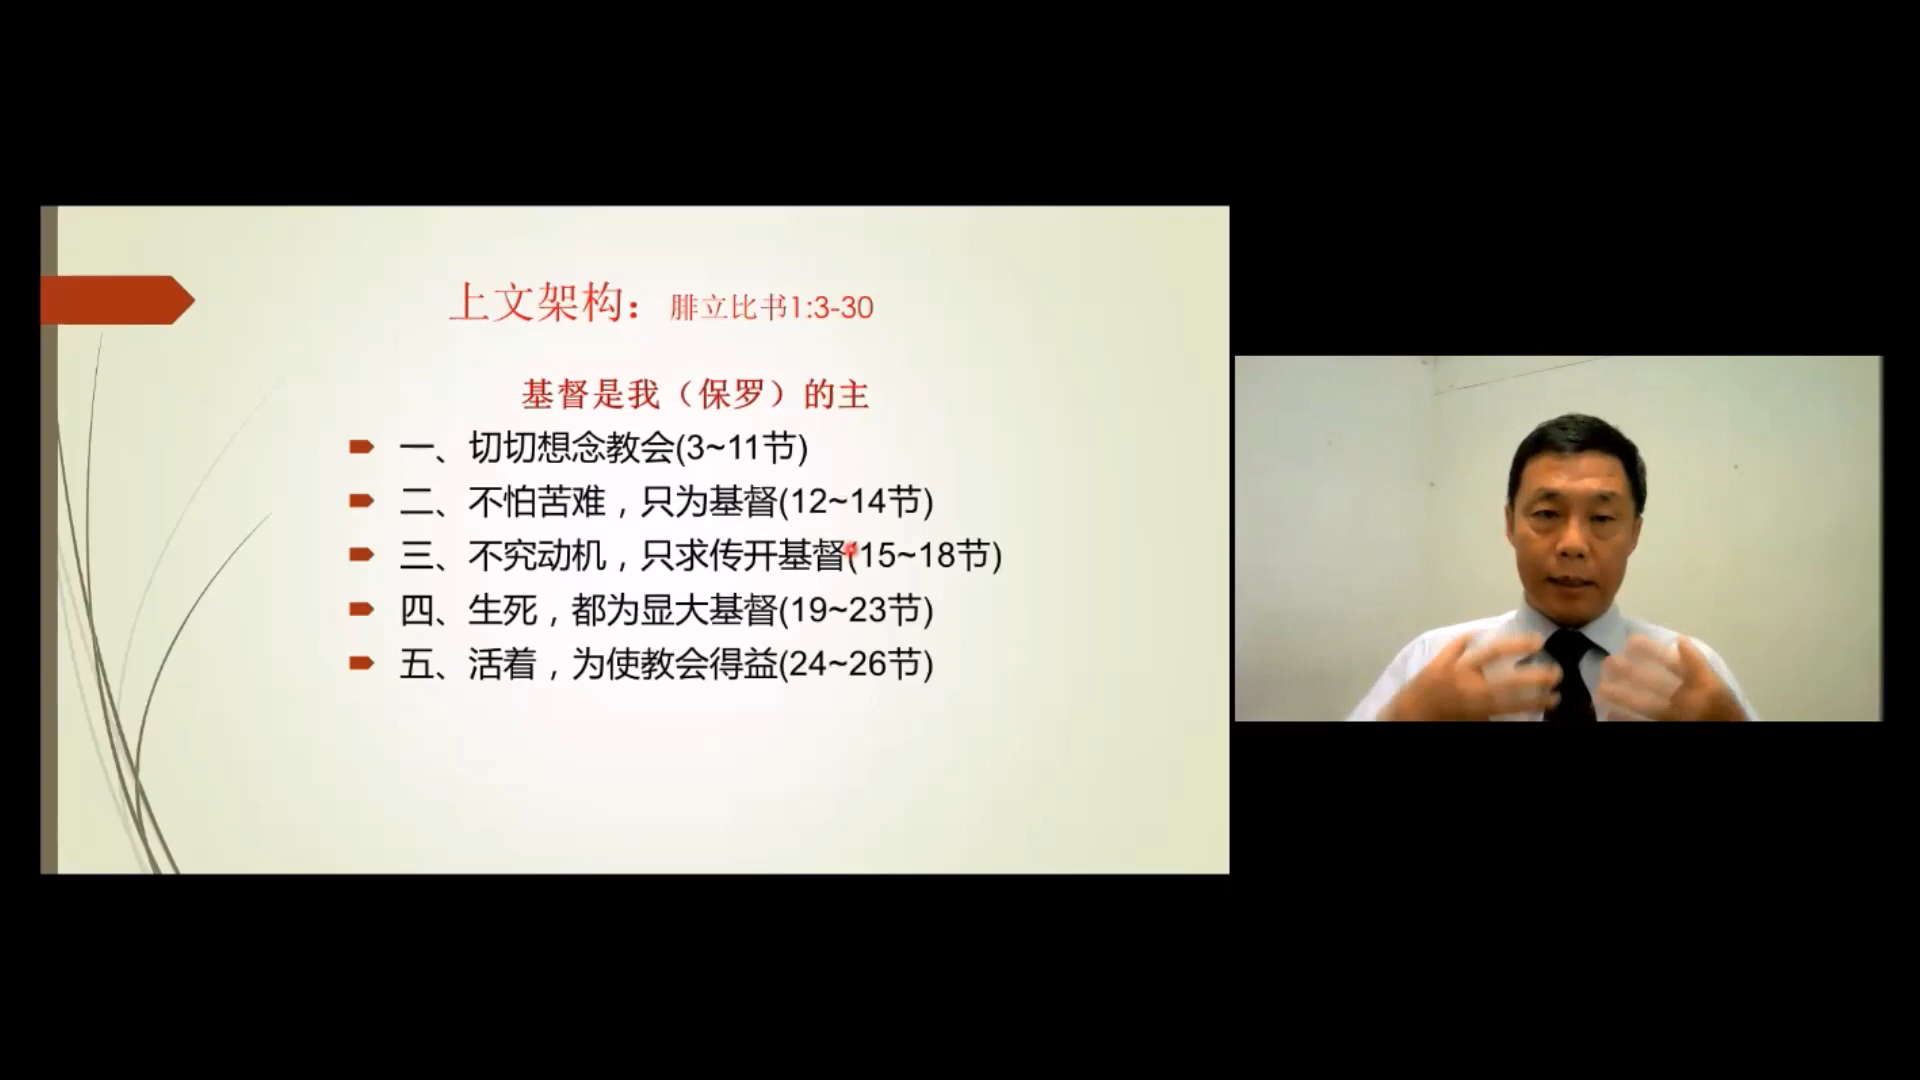 上文架构：腓立比书1:3-30
基督是我（保罗）的主
一、切切想念教会(3~11节)
二、不怕苦难，只为基督(12~14节)
三、不究动机，只求传开基督(15~18节)
四、生死，都为显大基督(19~23节)
五、活着，为使教会得益(24~26节)